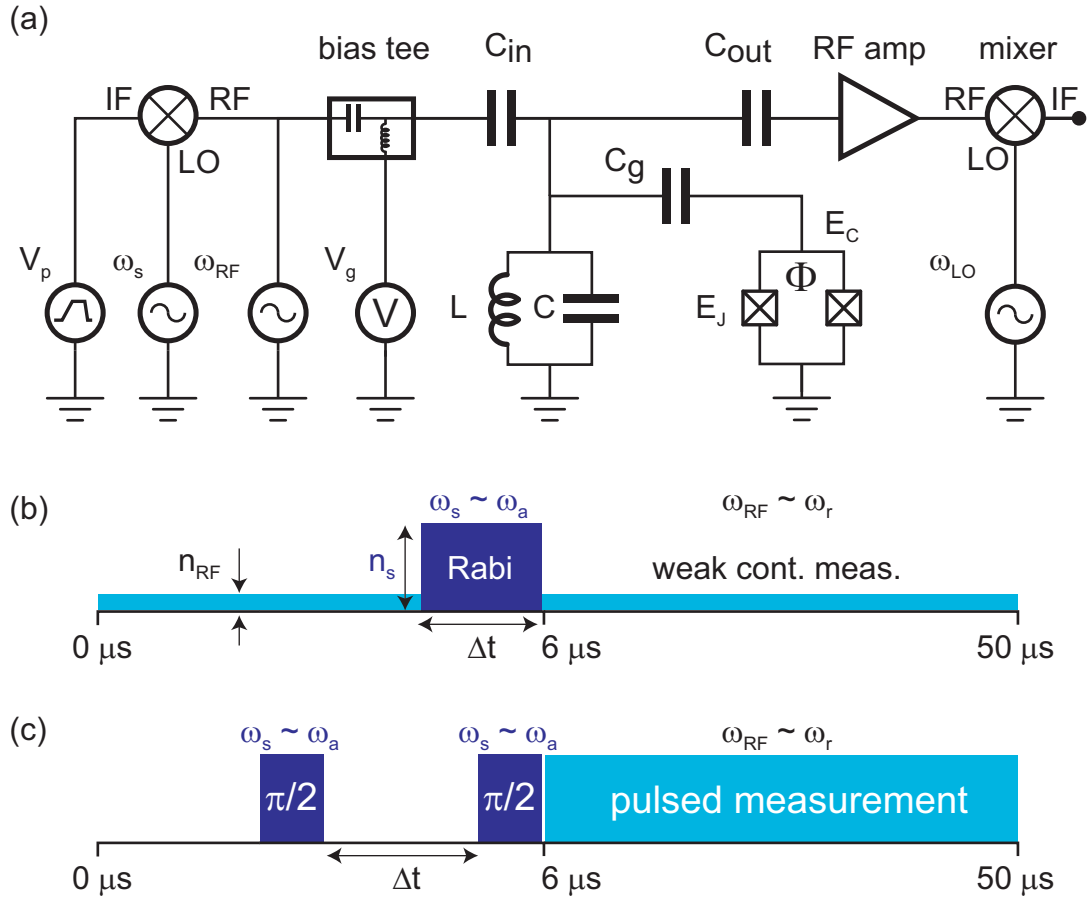 (a)
bias tee C_in C_out RF amp mixer
IF RF RF IF
LO LO
C_g
V_p ω_s ω_RF V_g E_C ω_LO
Φ
V L C E_J
(b)
ω_s ~ ω_a ω_RF ~ ω_r
n_RF n_s Rabi weak cont. meas.
Δt
0 μs 6 μs 50 μs
(c)
ω_s ~ ω_a ω_s ~ ω_a ω_RF ~ ω_r
π/2 π/2 pulsed measurement
Δt
0 μs 6 μs 50 μs